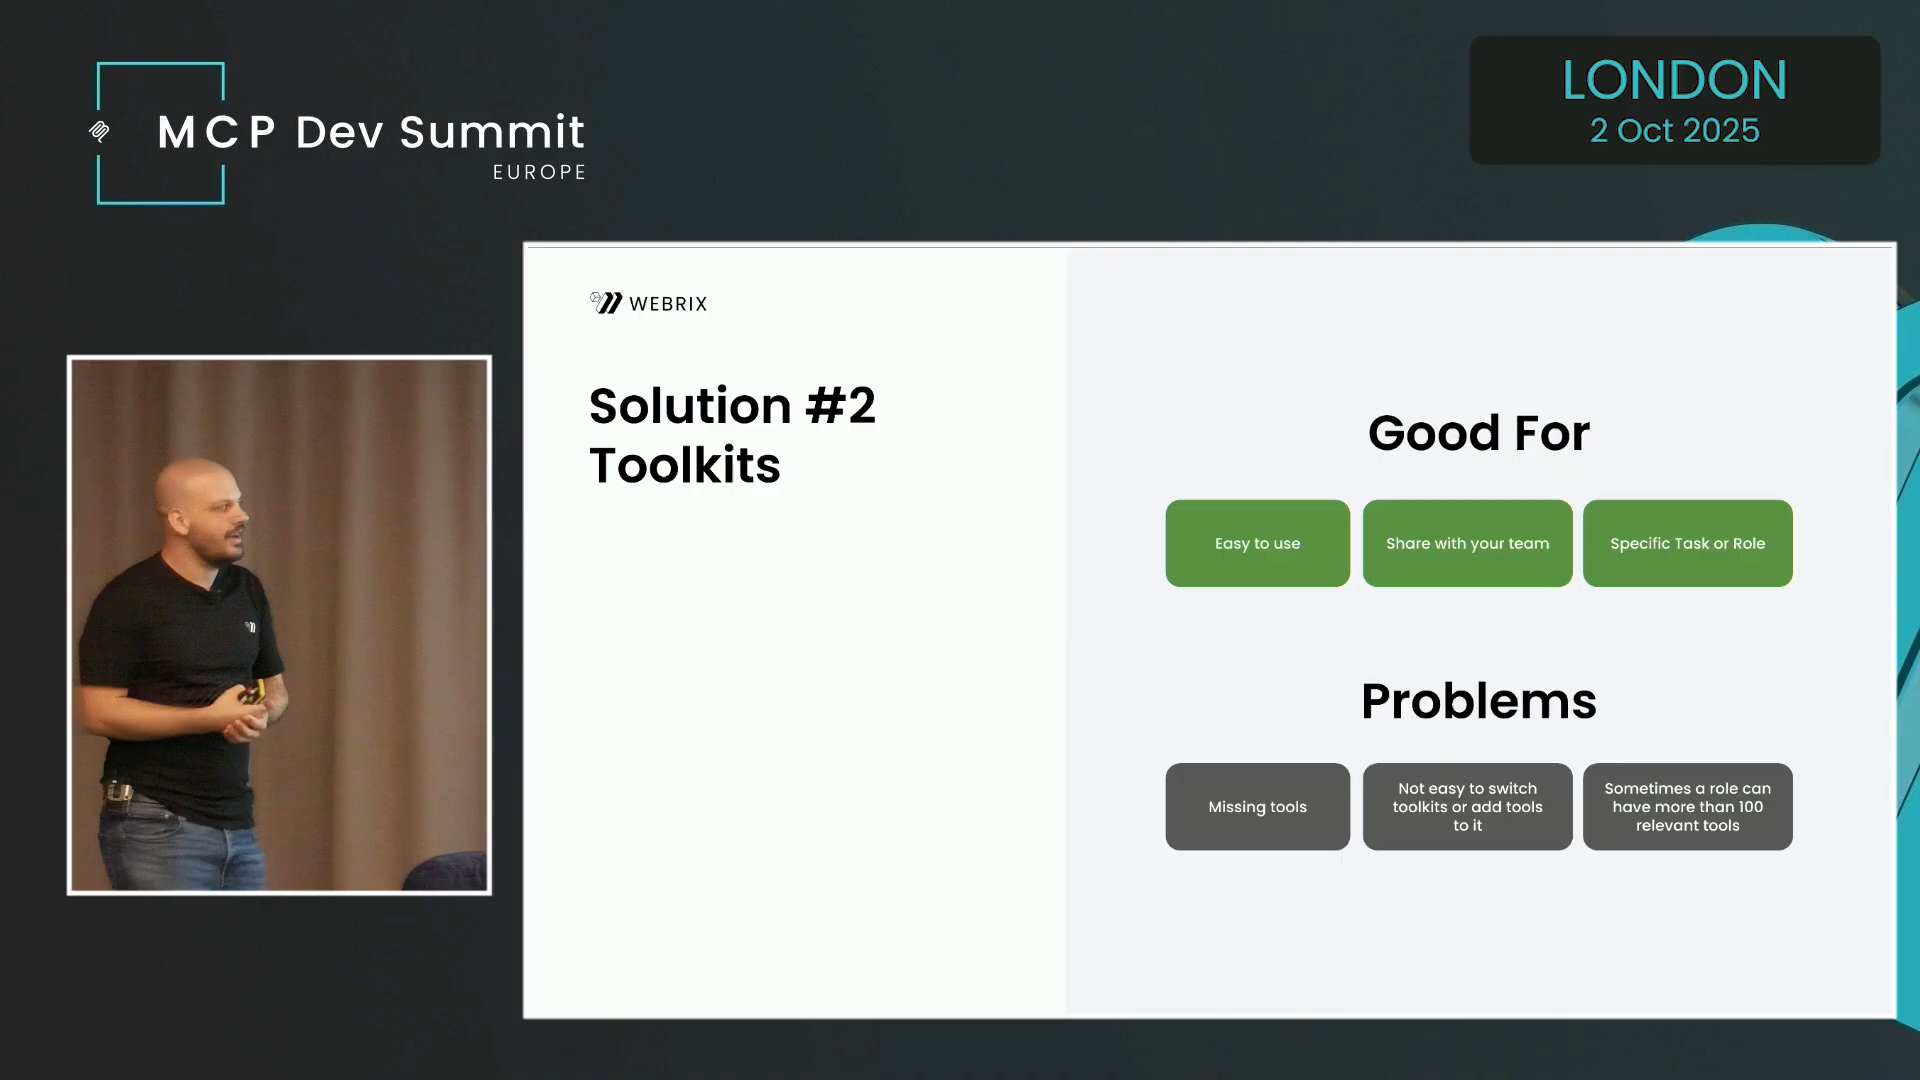 MCP Dev Summit
EUROPE
LONDON
2 Oct 2025
WEBRIX
Solution #2
Toolkits
Good For
Easy to use
Share with your team
Specific Task or Role
Problems
Missing tools
Not easy to switch
toolkits or add tools
to it
Sometimes a role can
have more than 100
relevant tools